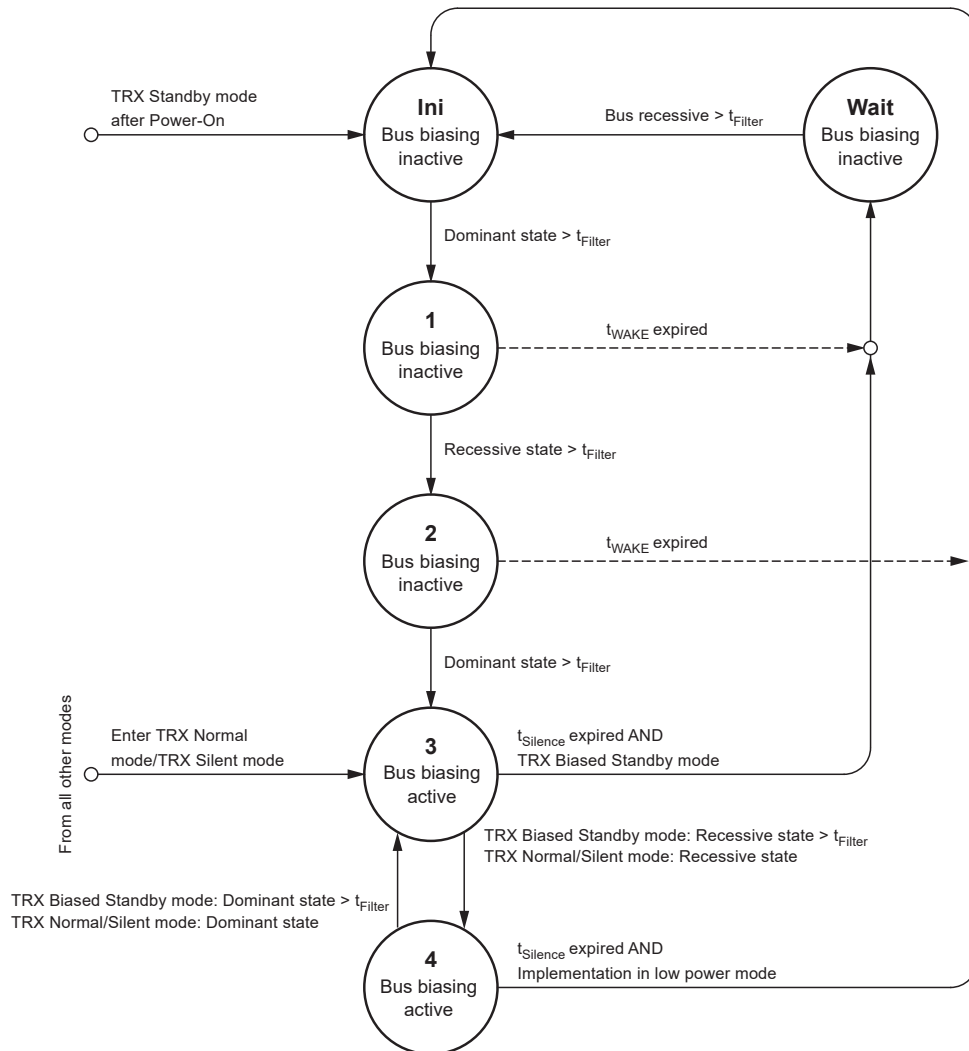 TRX Standby mode
after Power-On
Ini
Bus biasing
inactive
Bus recessive > tFilter
Wait
Bus biasing
inactive
Dominant state > tFilter
1
Bus biasing
inactive
tWAKE expired
Recessive state > tFilter
2
Bus biasing
inactive
tWAKE expired
Dominant state > tFilter
From all other modes
Enter TRX Normal
mode/TRX Silent mode
3
Bus biasing
active
tSilence expired AND
TRX Biased Standby mode
TRX Biased Standby mode: Recessive state > tFilter
TRX Normal/Silent mode: Recessive state
TRX Biased Standby mode: Dominant state > tFilter
TRX Normal/Silent mode: Dominant state
4
Bus biasing
active
tSilence expired AND
Implementation in low power mode